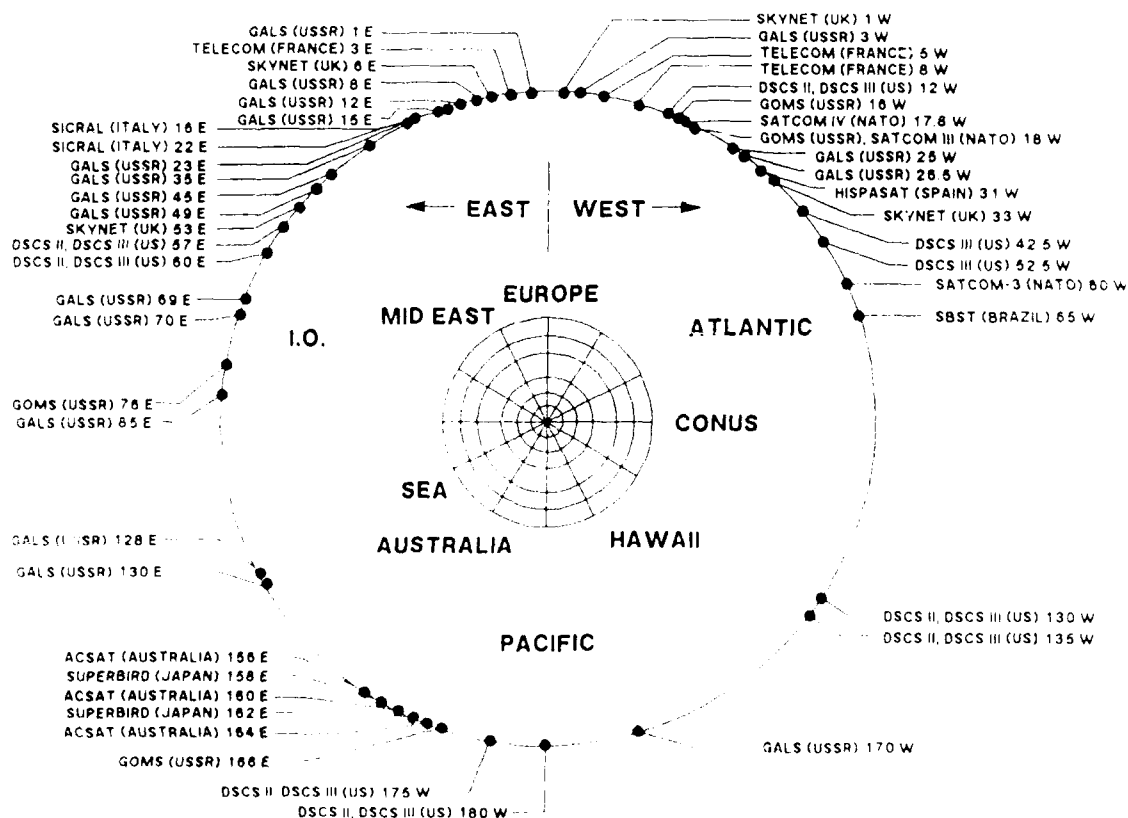 GALS (USSR) 1 E
TELECOM (FRANCE) 3 E
SKYNET (UK) 6 E
GALS (USSR) 8 E
GALS (USSR) 12 E
GALS (USSR) 15 E
SICRAL (ITALY) 16 E
SICRAL (ITALY) 22 E
GALS (USSR) 23 E
GALS (USSR) 35 E
GALS (USSR) 45 E
GALS (USSR) 49 E
SKYNET (UK) 53 E
DSCS II, DSCS III (US) 57 E
DSCS II, DSCS III (US) 60 E
GALS (USSR) 69 E
GALS (USSR) 70 E
GOMS (USSR) 76 E
GALS (USSR) 85 E
GALS (USSR) 128 E
GALS (USSR) 130 E
ACSAT (AUSTRALIA) 156 E
SUPERBIRD (JAPAN) 158 E
ACSAT (AUSTRALIA) 160 E
SUPERBIRD (JAPAN) 162 E
ACSAT (AUSTRALIA) 164 E
GOMS (USSR) 166 E
DSCS II, DSCS III (US) 175 W
DSCS II, DSCS III (US) 180 W
SKYNET (UK) 1 W
GALS (USSR) 3 W
TELECOM (FRANCE) 5 W
TELECOM (FRANCE) 8 W
DSCS II, DSCS III (US) 12 W
GOMS (USSR) 16 W
SATCOM IV (NATO) 17.8 W
GOMS (USSR), SATCOM III (NATO) 18 W
GALS (USSR) 25 W
GALS (USSR) 26.5 W
HISPASAT (SPAIN) 31 W
SKYNET (UK) 33 W
DSCS III (US) 42 5 W
DSCS III (US) 52 5 W
SATCOM-3 (NATO) 60 W
SBST (BRAZIL) 65 W
DSCS II, DSCS III (US) 130 W
DSCS II, DSCS III (US) 135 W
GALS (USSR) 170 W
EAST WEST
EUROPE
MID EAST
ATLANTIC
I.O.
CONUS
SEA
AUSTRALIA
HAWAII
PACIFIC